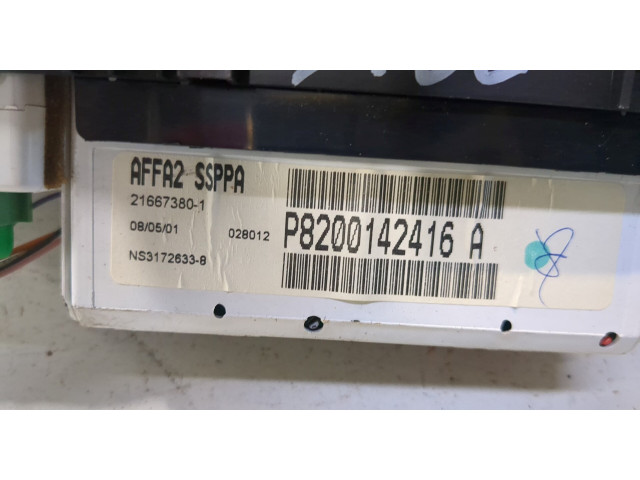 AFFA2 SSPPA
21667380-1
08/05/01 028012
P8200142416 A
NS3172633-8